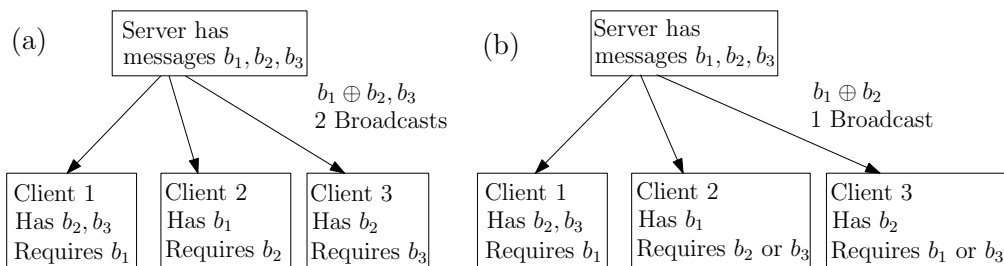 (a)
Server has
messages b₁, b₂, b₃
b₁ ⊕ b₂, b₃
2 Broadcasts
Client 1
Has b₂, b₃
Requires b₁
Client 2
Has b₁
Requires b₂
Client 3
Has b₂
Requires b₃
(b)
Server has
messages b₁, b₂, b₃
b₁ ⊕ b₂
1 Broadcast
Client 1
Has b₂, b₃
Requires b₁
Client 2
Has b₁
Requires b₂ or b₃
Client 3
Has b₂
Requires b₁ or b₃